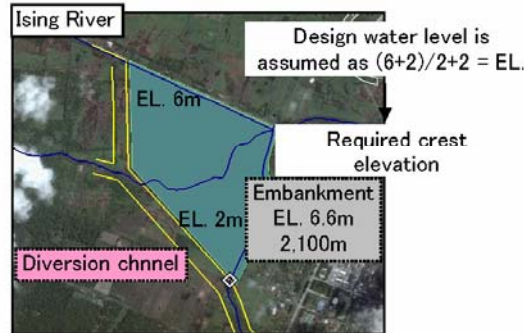 Ising River
Design water level is
assumed as (6+2)/2+2 = EL.
EL. 6m
Required crest
elevation
Embankment
EL. 6.6m
2,100m
EL. 2m
Diversion chnnel